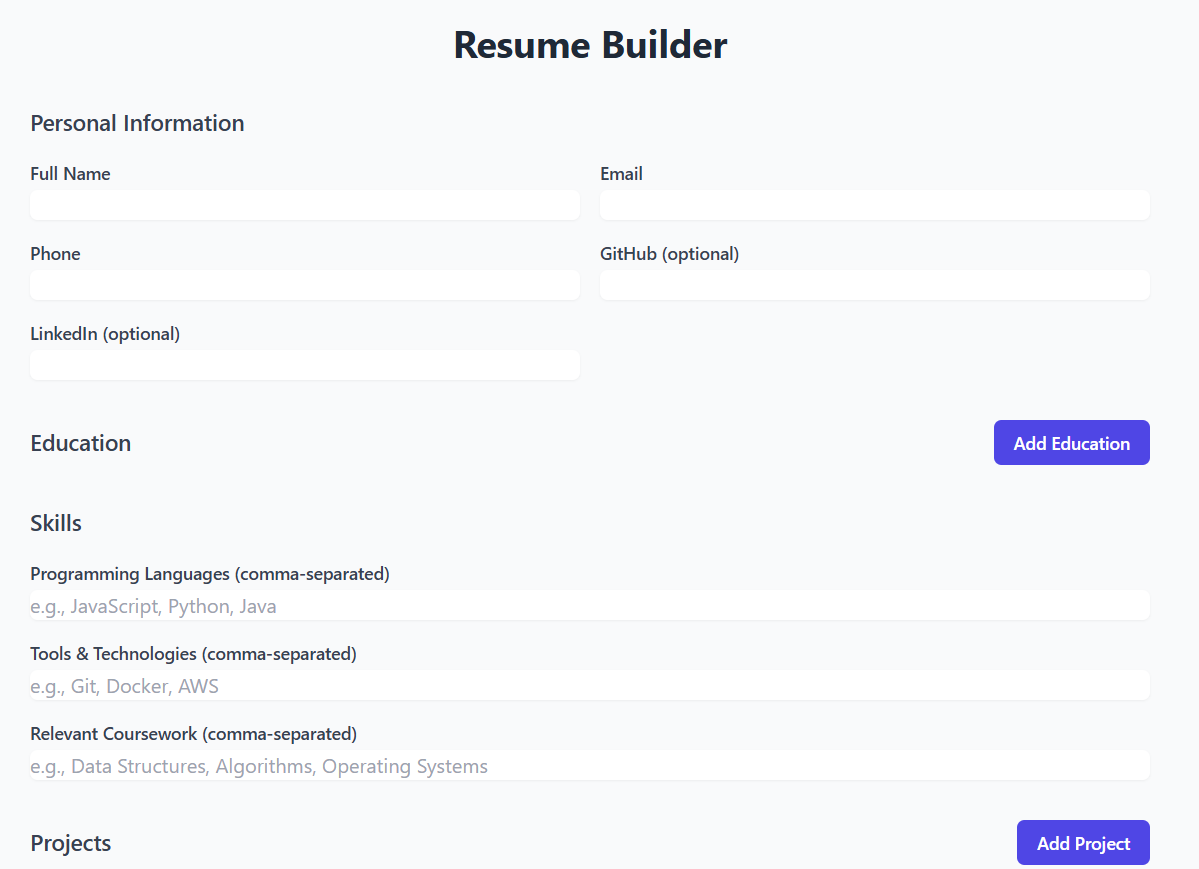 Resume Builder
Personal Information
Full Name
Email
Phone
GitHub (optional)
LinkedIn (optional)
Education
Add Education
Skills
Programming Languages (comma-separated)
e.g., JavaScript, Python, Java
Tools & Technologies (comma-separated)
e.g., Git, Docker, AWS
Relevant Coursework (comma-separated)
e.g., Data Structures, Algorithms, Operating Systems
Projects
Add Project